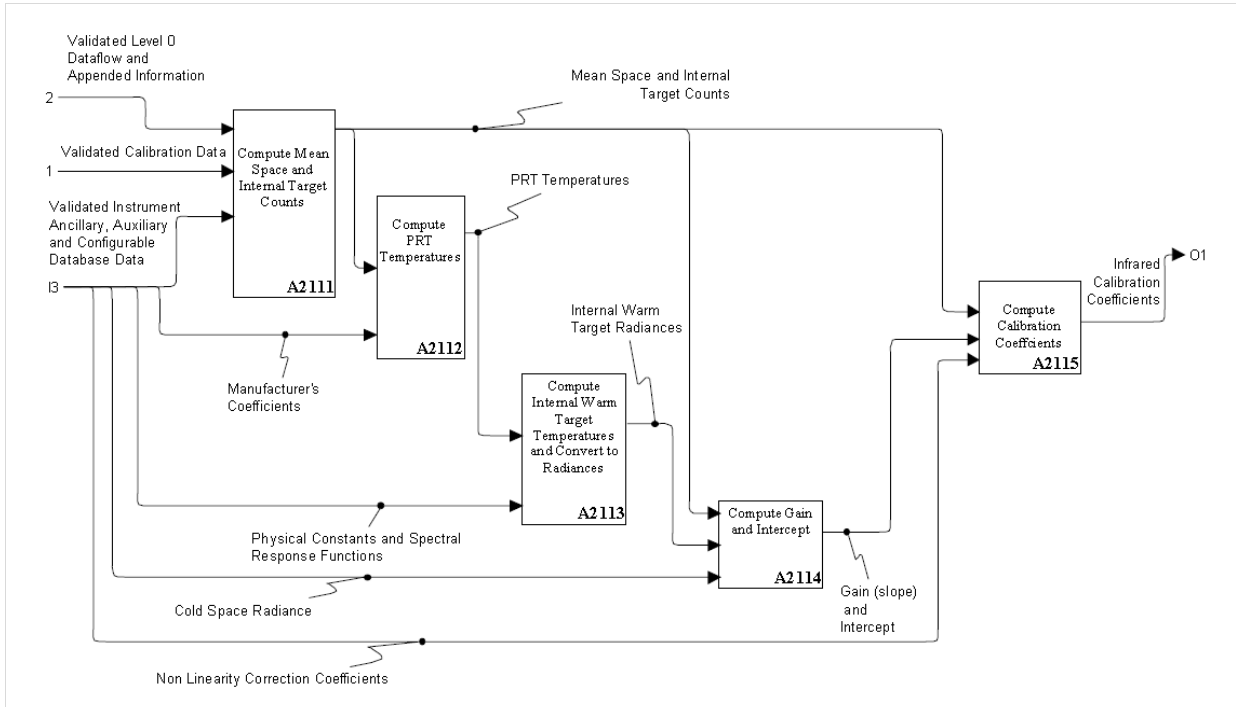 Validated Level 0
Dataflow and
Appended Information
2
Validated Calibration Data
1
Validated Instrument
Ancillary, Auxiliary
and Configurable
Database Data
I3
Compute Mean
Space and
Internal Target
Counts
A2111
Mean Space and Internal
Target Counts
Compute
PRT
Temperatures
A2112
PRT Temperatures
Manufacturer's
Coefficients
Compute
Internal Warm
Target
Temperatures
and Convert to
Radiances
A2113
Internal Warm
Target Radiances
Physical Constants and Spectral
Response Functions
Compute Gain
and Intercept
A2114
Cold Space Radiance
Gain (slope)
and
Intercept
Non Linearity Correction Coefficients
Compute
Calibration
Coeffcients
A2115
Infrared
Calibration
Coefficients
O1